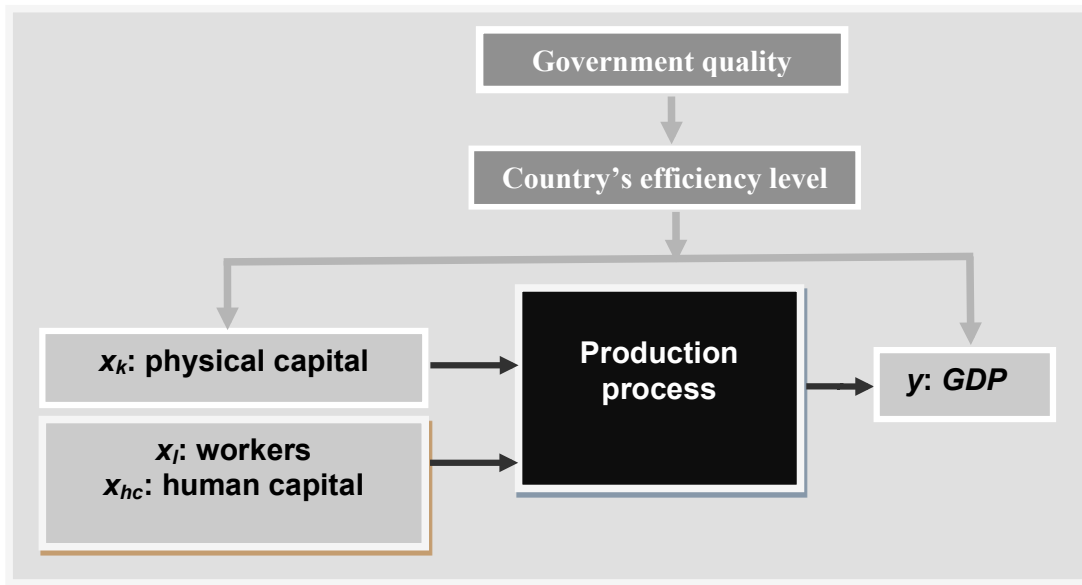 Government quality
Country’s efficiency level
xk: physical capital
xl: workers
xhc: human capital
Production
process
y: GDP